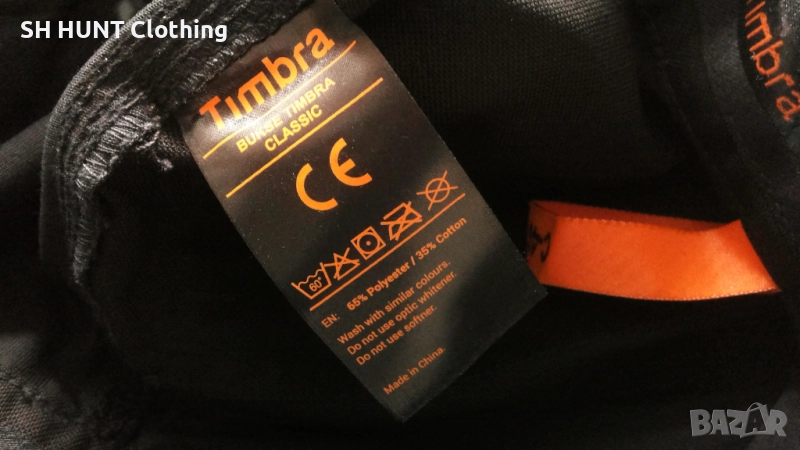 SH HUNT Clothing
Timbra
BUKSE TIMBRA
CLASSIC
CE
60°
EN: 65% Polyester / 35% Cotton
Wash with similar colours.
Do not use optic whitener.
Do not use softner.
Made in China.
Timbra
BAZAR